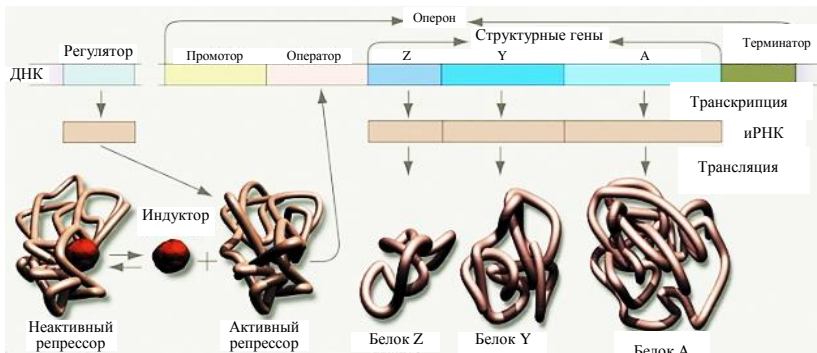 Оперон
Структурные гены
Регулятор
Промотор
Оператор
Z
Y
A
Терминатор
ДНК
Транскрипция
иРНК
Трансляция
Индуктор
+
Неактивный
репрессор
Активный
репрессор
Белок Z
Белок Y
Белок A